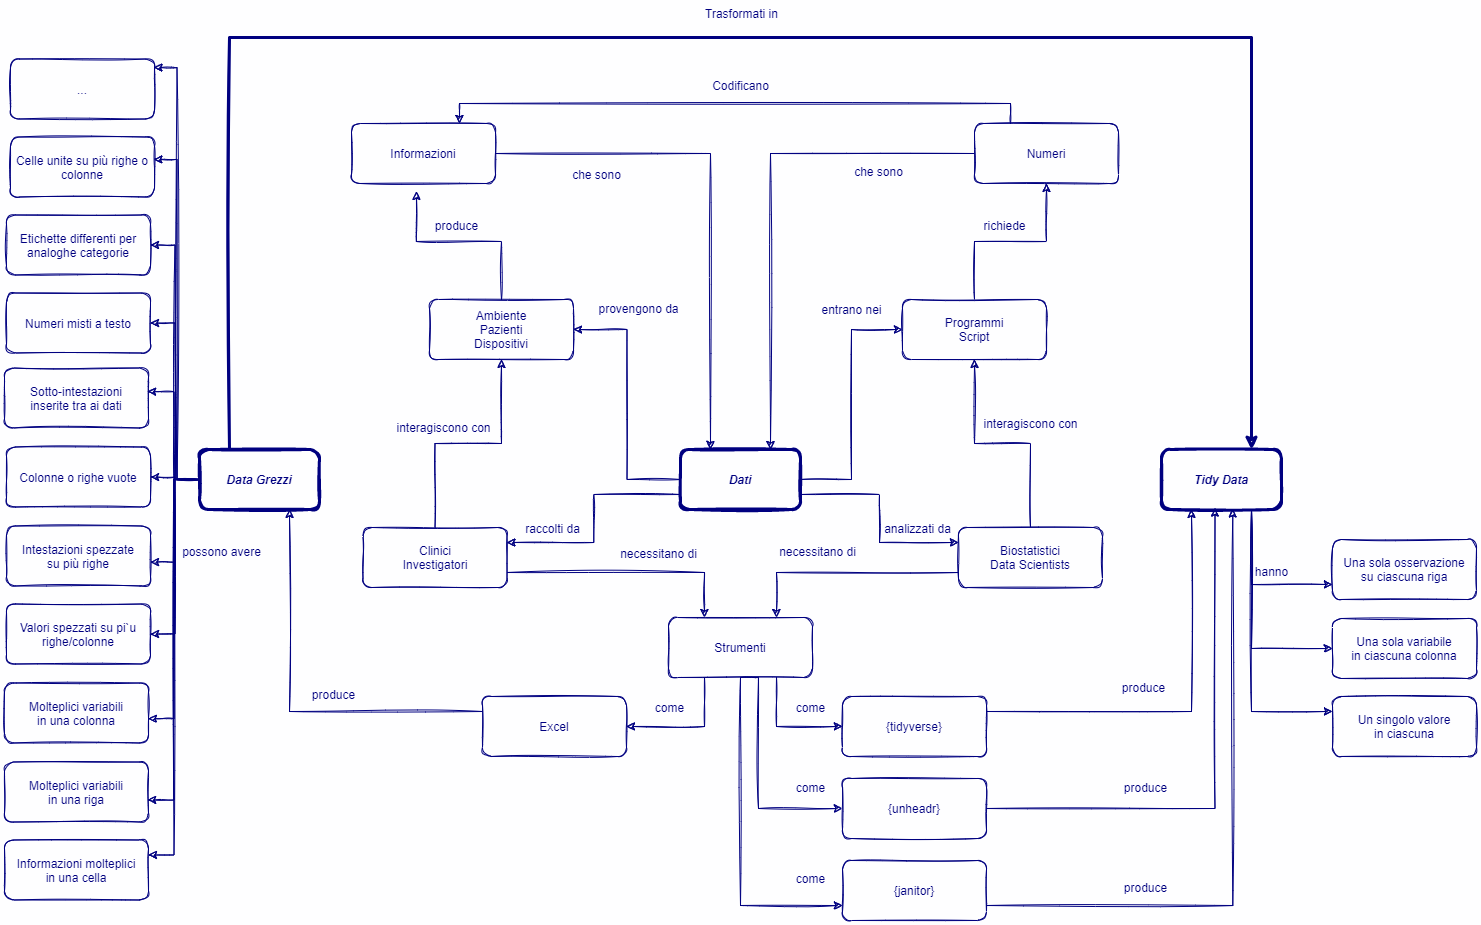 Trasformati in
Codificano
...
Celle unite su più righe o
colonne
Etichette differenti per
analoghe categorie
Numeri misti a testo
Sotto-intestazioni
inserite tra ai dati
Colonne o righe vuote
Intestazioni spezzate
su più righe
Valori spezzati su pi`u
righe/colonne
Molteplici variabili
in una colonna
Molteplici variabili
in una riga
Informazioni molteplici
in una cella
possono avere
Data Grezzi
Informazioni
che sono
produce
Ambiente
Pazienti
Dispositivi
provengono da
interagiscono con
Clinici
Investigatori
raccolti da
necessitano di
Dati
Numeri
che sono
richiede
entrano nei
Programmi
Script
interagiscono con
analizzati da
Biostatistici
Data Scientists
necessitano di
Strumenti
come
Excel
produce
come
{tidyverse}
produce
come
{unheadr}
produce
come
{janitor}
produce
Tidy Data
hanno
Una sola osservazione
su ciascuna riga
Una sola variabile
in ciascuna colonna
Un singolo valore
in ciascuna